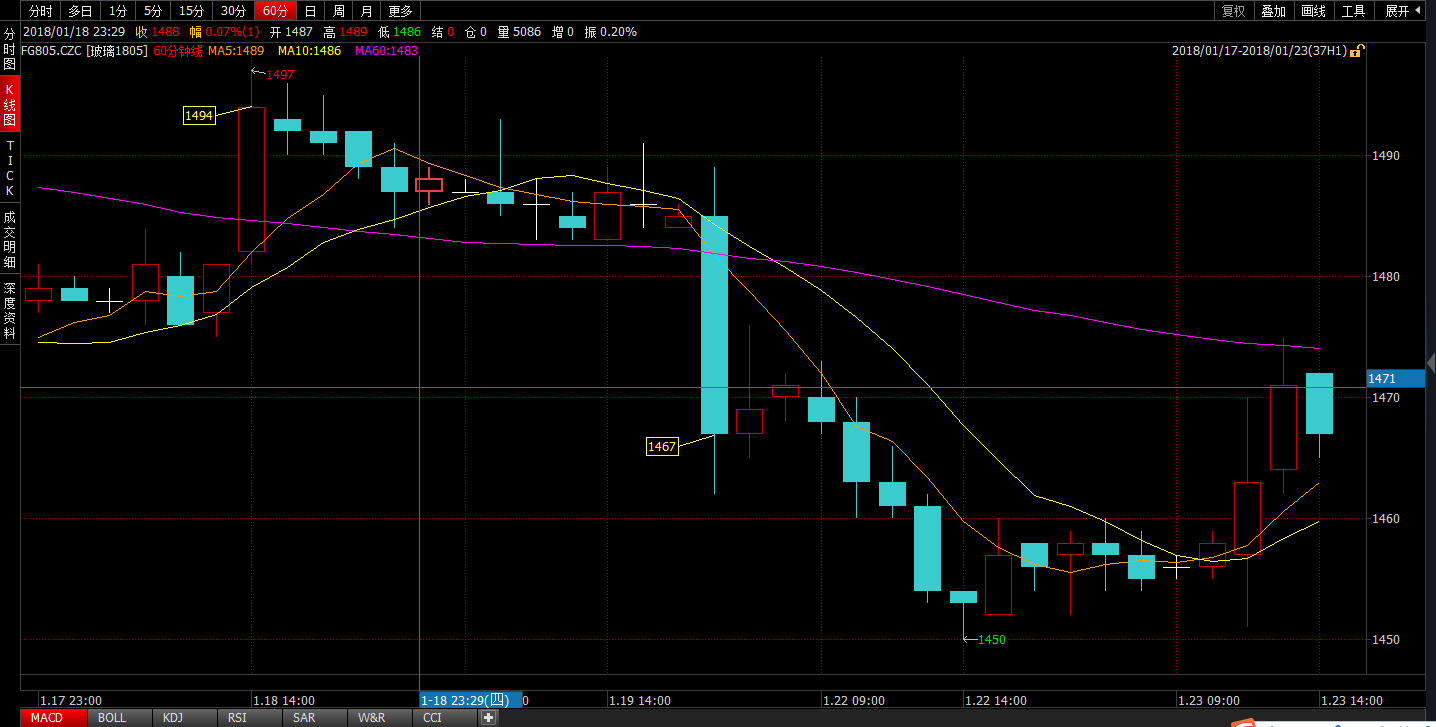 分时 多日 1分 5分 15分 30分 60分 日 周 月 更多 复权 叠加 画线 工具 展开
2018/01/18 23:29 收 1488 幅 0.07%(1) 开 1487 高 1489 低 1486 结 0 仓 0 量 5086 增 0 振 0.20%
FG805.CZC [玻璃1805] 60分钟线 MA5:1489 MA10:1486 MA60:1483 2018/01/17-2018/01/23(37H1)
分时图
K线图
TICK
成交明细
深度资料
1497
1494
1490
1480
1471
1470
1467
1460
1450
1450
1.17 23:00 1.18 14:00 1-18 23:29(四) 0 1.19 14:00 1.22 09:00 1.22 14:00 1.23 09:00 1.23 14:00
MACD BOLL KDJ RSI SAR W&R CCI +